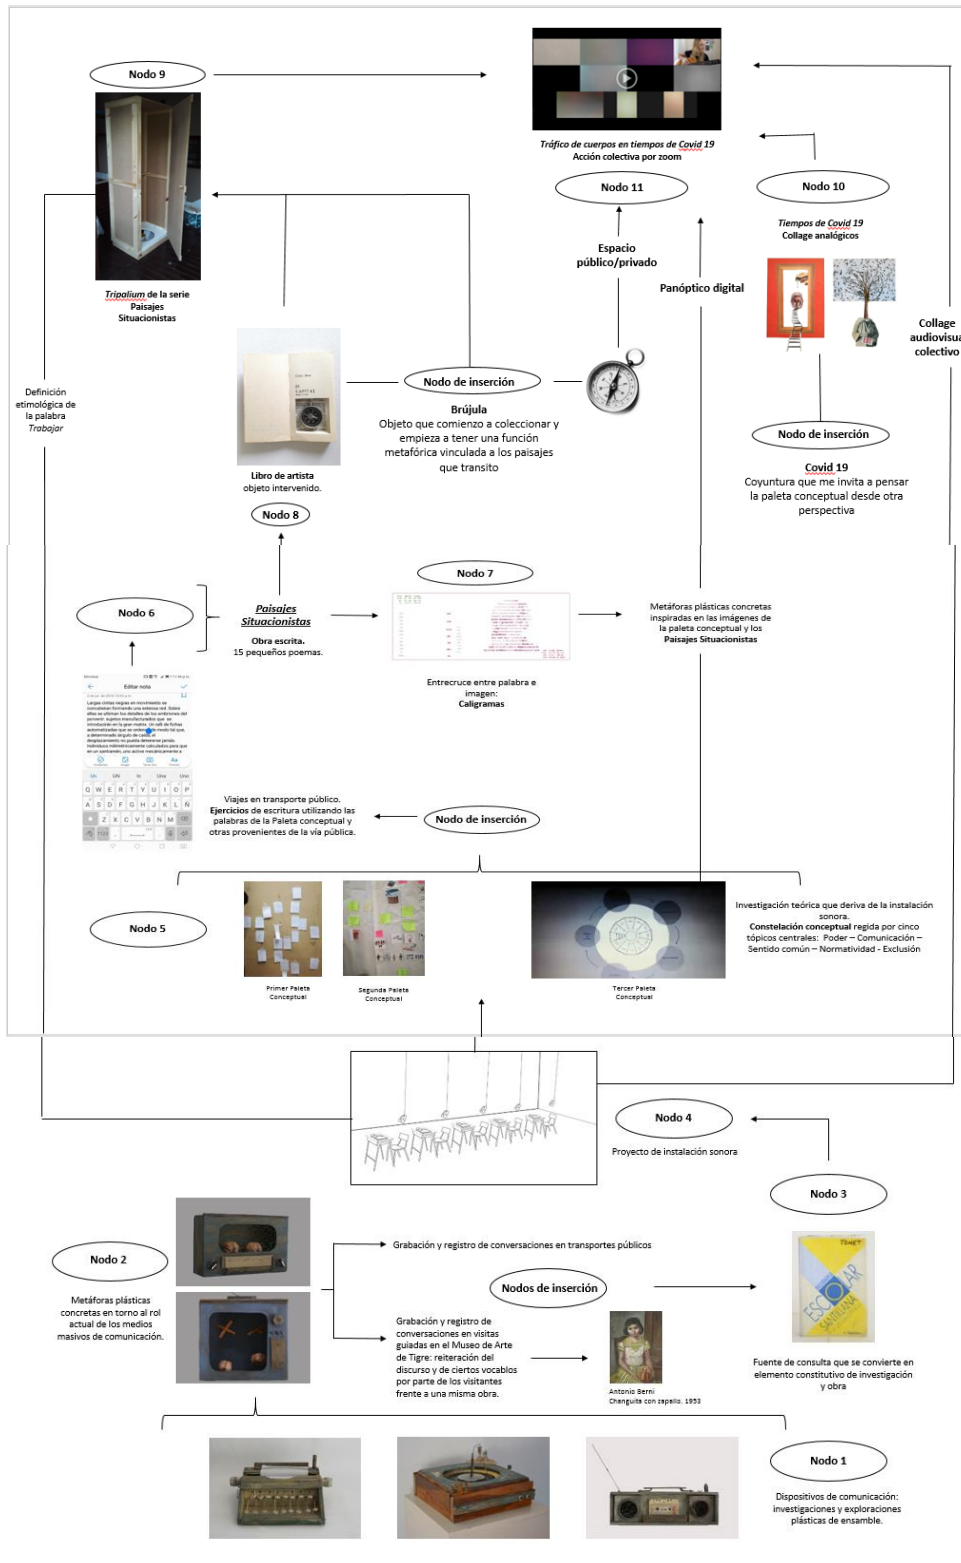 Nodo 9
Tráfico de cuerpos en tiempos de Covid 19
Acción colectiva por zoom
Nodo 11
Nodo 10
Tiempos de Covid 19
Collage analógicos
Espacio
público/privado
Panóptico digital
Tripalium de la serie
Paisajes
Situacionistas
Collage
audiovisua
colectivo
Definición
etimológica de
la palabra
Trabajar
Nodo de inserción
Brújula
Objeto que comienzo a coleccionar y
empieza a tener una función
metafórica vinculada a los paisajes
que transito
Nodo de inserción
Covid 19
Coyuntura que me invita a pensar
la paleta conceptual desde otra
perspectiva
Libro de artista
objeto intervenido.
Nodo 8
Nodo 7
Nodo 6
Paisajes
Situacionistas
Obra escrita.
15 pequeños poemas.
Metáforas plásticas concretas
inspiradas en las imágenes de
la paleta conceptual y los
Paisajes Situacionistas
Entrecruce entre palabra e
imagen:
Caligramas
Editar nota
Largas cintas negras en movimiento se
Q W E R T Y U I O P
A S D F G H J K L Ñ
Z X C V B N M
Viajes en transporte público.
Ejercicios de escritura utilizando las
palabras de la Paleta conceptual y
otras provenientes de la vía pública.
Nodo de inserción
Nodo 5
Primer Paleta
Conceptual
Segunda Paleta
Conceptual
Tercer Paleta
Conceptual
Investigación teórica que deriva de la instalación
sonora.
Constelación conceptual regida por cinco
tópicos centrales: Poder – Comunicación –
Sentido común – Normatividad - Exclusión
Nodo 4
Proyecto de instalación sonora
Nodo 3
Nodo 2
Metáforas plásticas
concretas en torno al rol
actual de los medios
masivos de comunicación.
Grabación y registro de conversaciones en transportes públicos
Nodos de inserción
Grabación y registro de
conversaciones en visitas
guiadas en el Museo de Arte
de Tigre: reiteración del
discurso y de ciertos vocablos
por parte de los visitantes
frente a una misma obra.
Antonio Berni
Changuita con zapallo, 1953
TOMET
ESCOLAR
SANTILLANA
Fuente de consulta que se convierte en
elemento constitutivo de investigación
y obra
Nodo 1
Dispositivos de comunicación:
investigaciones y exploraciones
plásticas de ensamble.